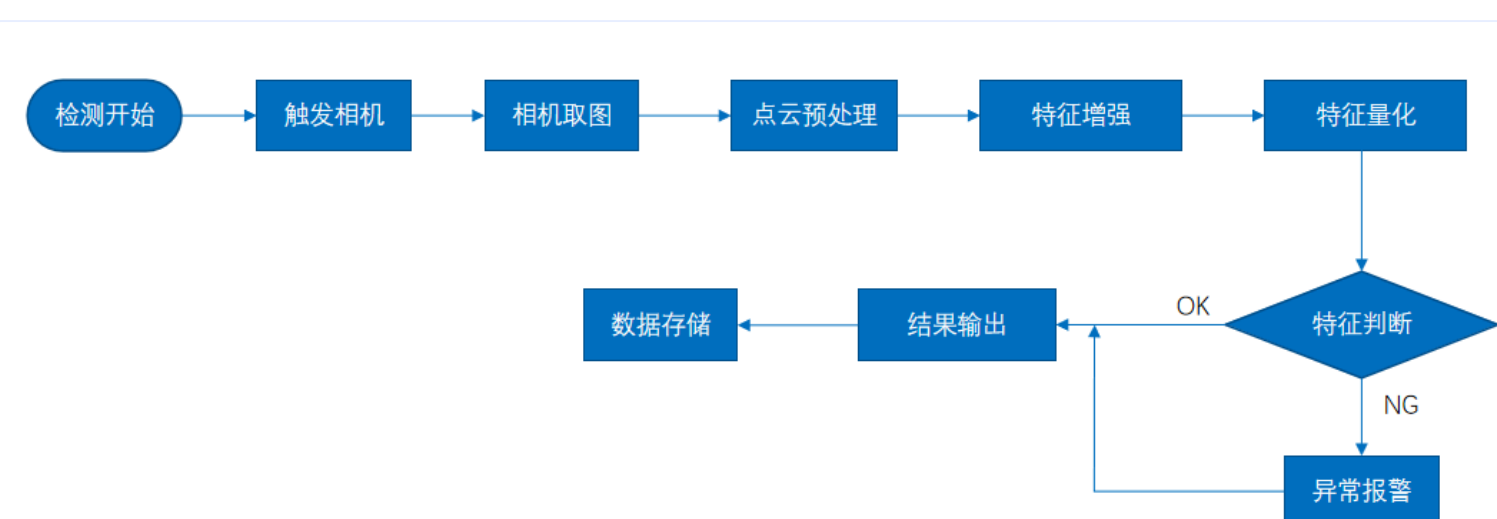 检测开始
触发相机
相机取图
点云预处理
特征增强
特征量化
数据存储
结果输出
OK
特征判断
NG
异常报警